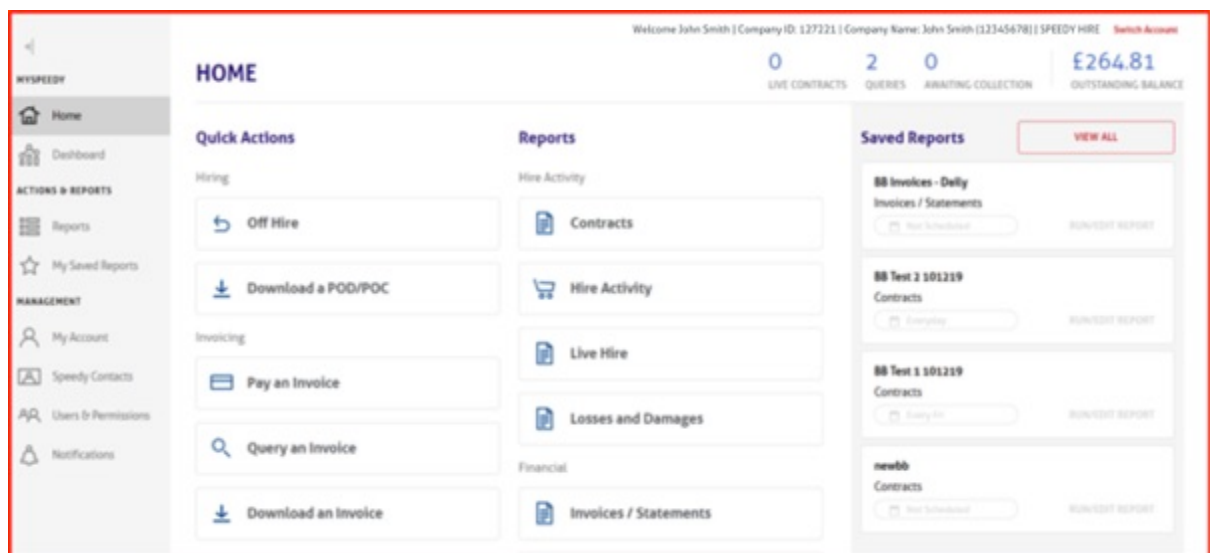 Welcome John Smith | Company ID: 127221 | Company Name: John Smith (12345678) | SPEEDY HIRE Switch Account
MYSPEEDY
Home
Dashboard
ACTIONS & REPORTS
Reports
My Saved Reports
MANAGEMENT
My Account
Speedy Contacts
Users & Permissions
Notifications
HOME
0
LIVE CONTRACTS
2
QUERIES
0
AWAITING COLLECTION
£264.81
OUTSTANDING BALANCE
Quick Actions
Hiring
Off Hire
Download a POD/POC
Invoicing
Pay an Invoice
Query an Invoice
Download an Invoice
Reports
Hire Activity
Contracts
Hire Activity
Live Hire
Losses and Damages
Financial
Invoices / Statements
Saved Reports
VIEW ALL
BB Invoices - Delly
Invoices / Statements
Not Scheduled
RUN/EDIT REPORT
BB Test 2 101219
Contracts
Everyday
RUN/EDIT REPORT
BB Test 1 101219
Contracts
Every Fri
RUN/EDIT REPORT
newbb
Contracts
Not Scheduled
RUN/EDIT REPORT